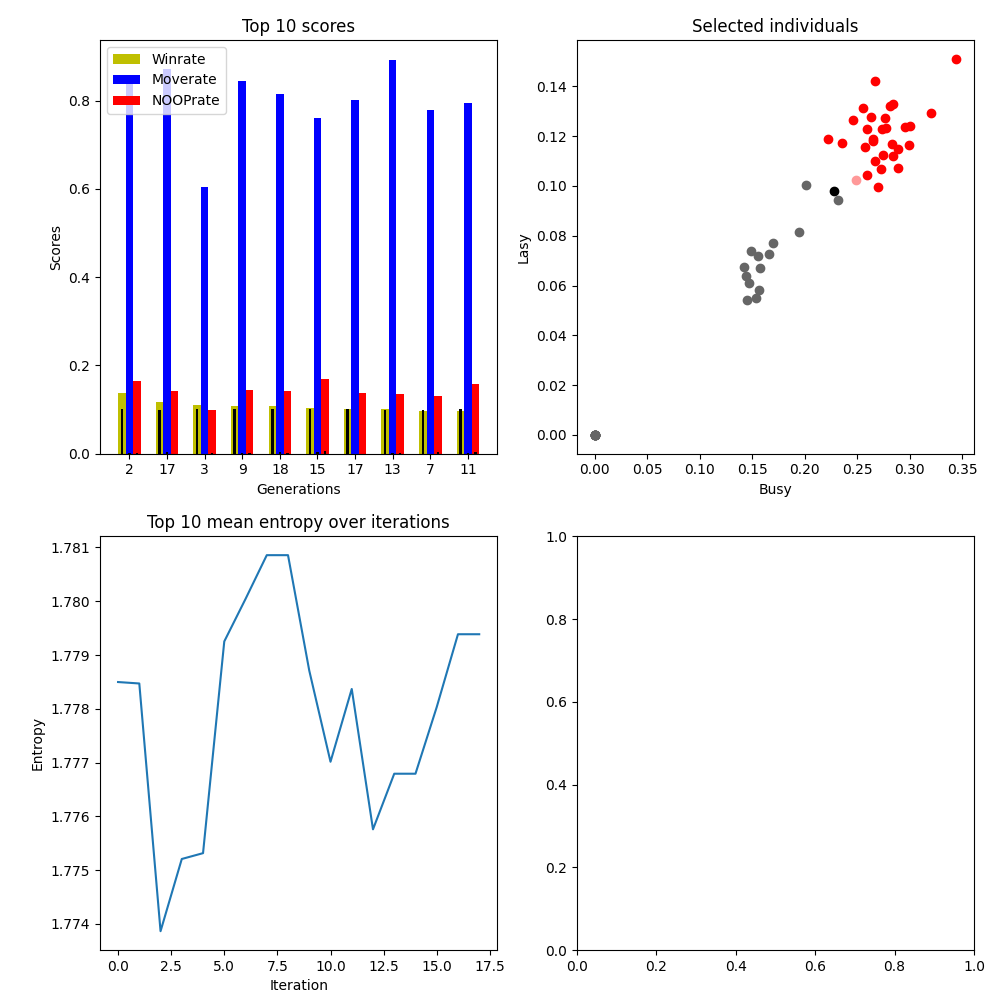 Top 10 scores
Winrate
Moverate
NOOPrate
0.8
0.6
0.4
0.2
0.0
Scores
2 17 3 9 18 15 17 13 7 11
Generations
Selected individuals
0.14
0.12
0.10
0.08
0.06
0.04
0.02
0.00
Lasy
0.00 0.05 0.10 0.15 0.20 0.25 0.30 0.35
Busy
Top 10 mean entropy over iterations
1.781
1.780
1.779
1.778
1.777
1.776
1.775
1.774
Entropy
0.0 2.5 5.0 7.5 10.0 12.5 15.0 17.5
Iteration
1.0
0.8
0.6
0.4
0.2
0.0
0.0 0.2 0.4 0.6 0.8 1.0